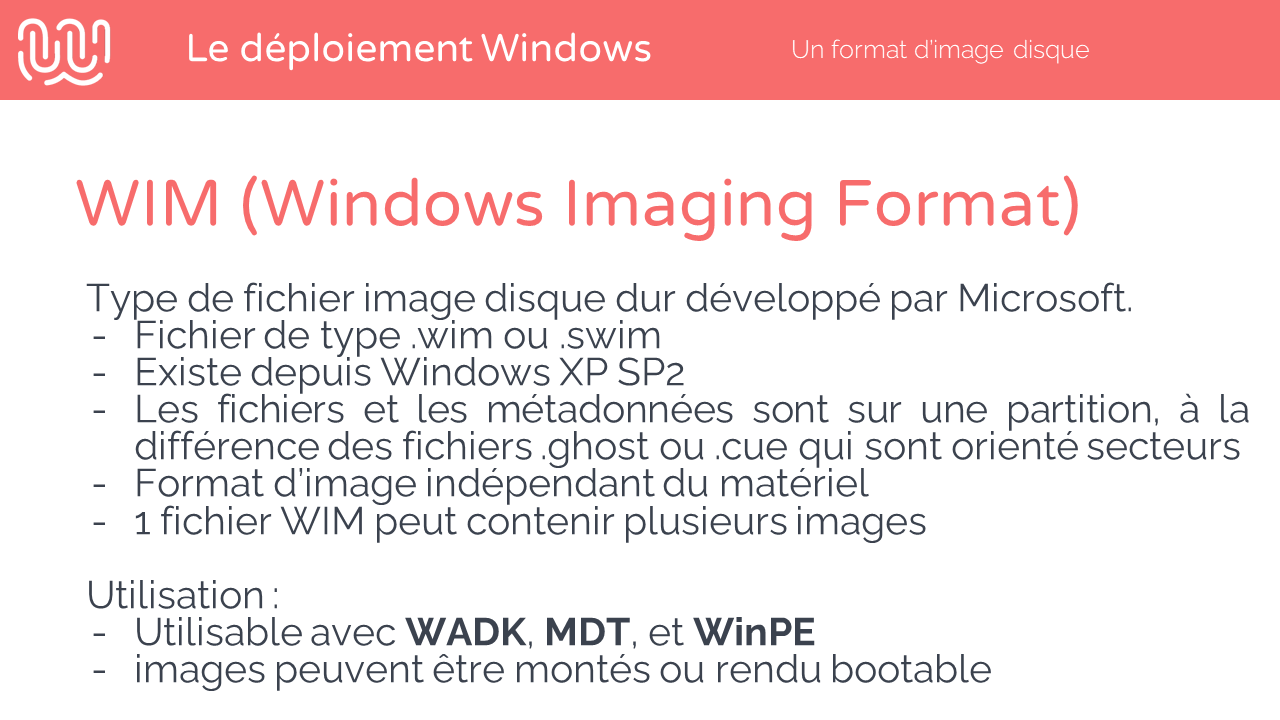 Le déploiement Windows
Un format d'image disque
WIM (Windows Imaging Format)
Type de fichier image disque dur développé par Microsoft.
- Fichier de type .wim ou .swim
- Existe depuis Windows XP SP2
- Les fichiers et les métadonnées sont sur une partition, à la
différence des fichiers .ghost ou .cue qui sont orienté secteurs
- Format d'image indépendant du matériel
- 1 fichier WIM peut contenir plusieurs images
Utilisation :
- Utilisable avec WADK, MDT, et WinPE
- images peuvent être montés ou rendu bootable